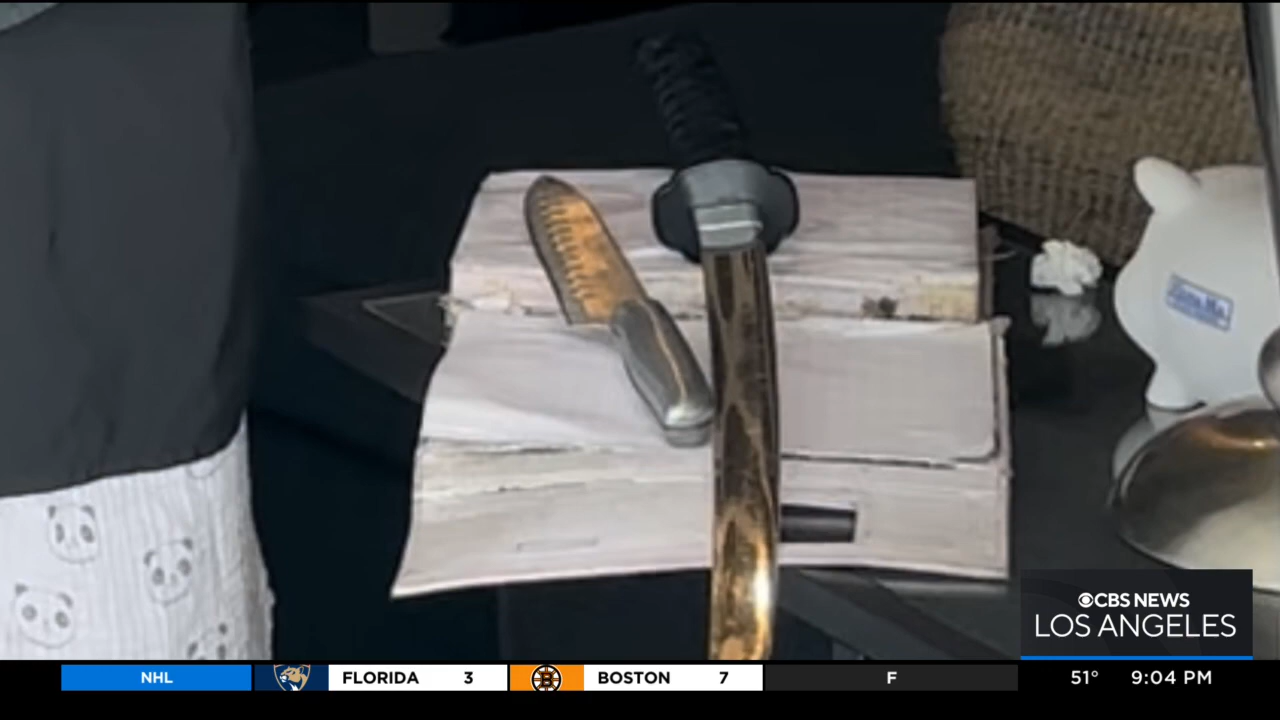 CBS NEWS
LOS ANGELES
NHL
FLORIDA 3
BOSTON 7
F
51° 9:04 PM